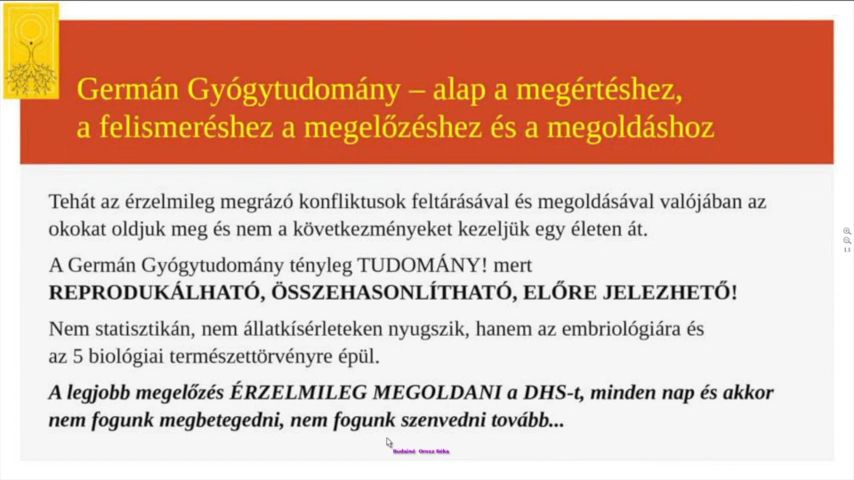 Germán Gyógytudomány – alap a megértéshez,
a felismeréshez a megelőzéshez és a megoldáshoz
Tehát az érzelmileg megrázó konfliktusok feltárásával és megoldásával valójában az
okokat oldjuk meg és nem a következményeket kezeljük egy életen át.
A Germán Gyógytudomány tényleg TUDOMÁNY! mert
REPRODUKÁLHATÓ, ÖSSZEHASONLÍTHATÓ, ELŐRE JELEZHETŐ!
Nem statisztikán, nem állatkísérleteken nyugszik, hanem az embriológiára és
az 5 biológiai természettörvényre épül.
A legjobb megelőzés ÉRZELMILEG MEGOLDANI a DHS-t, minden nap és akkor
nem fogunk megbetegedni, nem fogunk szenvedni tovább...
Orosz Réka